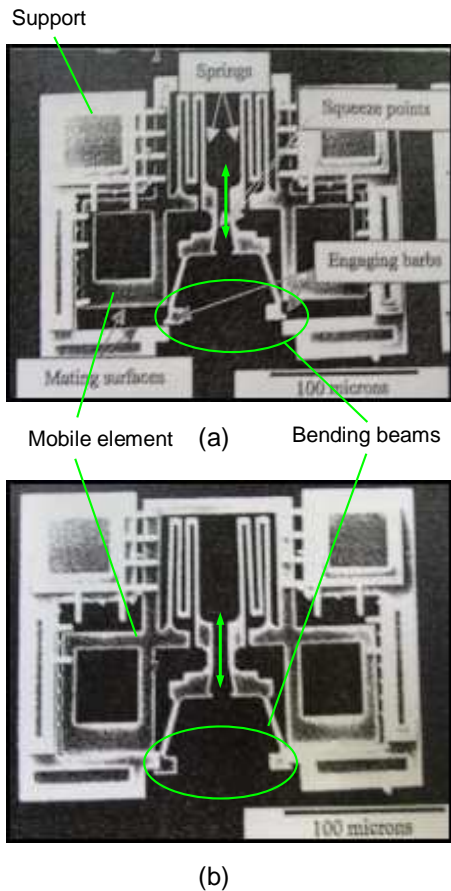 Support
Springs
Squeeze points
Engaging barbs
Mating surfaces
100 microns
(a)
Mobile element
Bending beams
100 microns
(b)